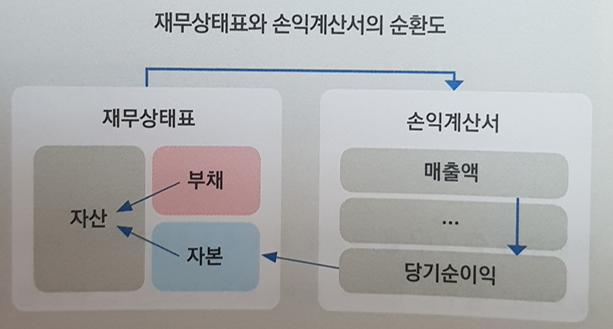 재무상태표와 손익계산서의 순환도
재무상태표
자산
부채
자본
손익계산서
매출액
...
당기순이익